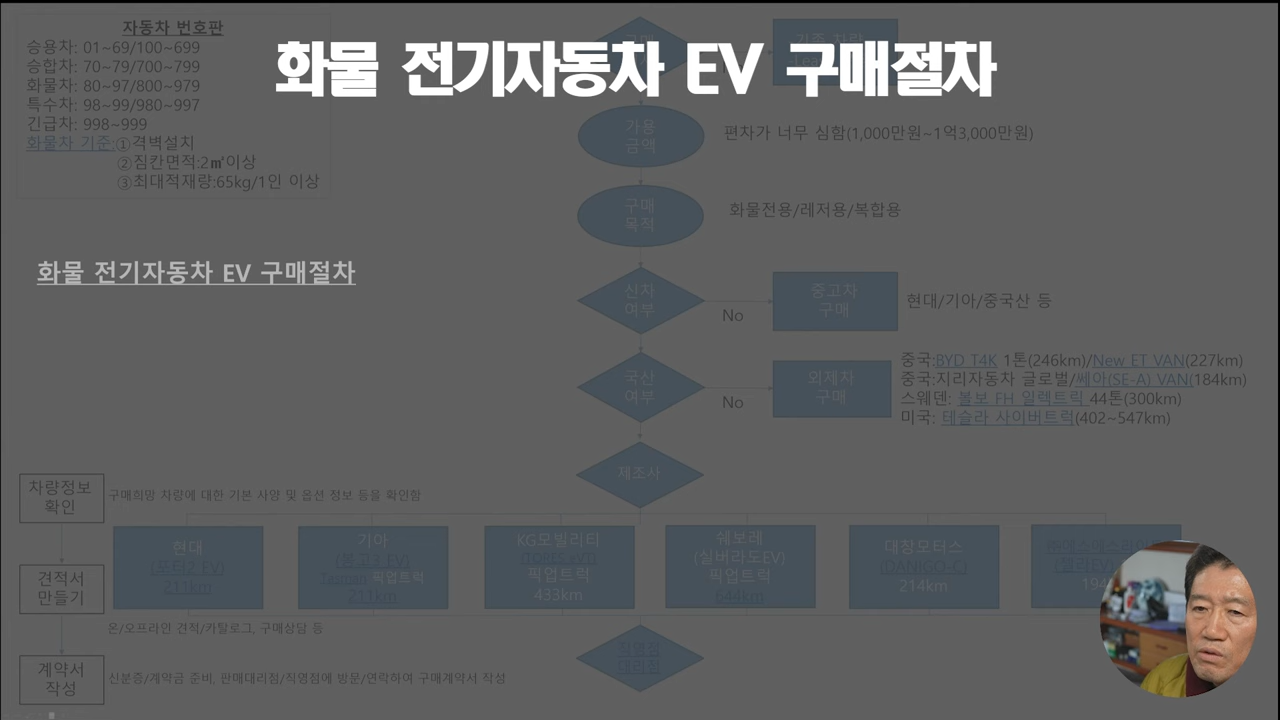 화물 전기자동차 EV 구매절차
자동차 번호판
승용차: 01~69/100~699
승합차: 70~79/700~799
화물차: 80~97/800~979
특수차: 98~99/980~997
긴급차: 998~999
화물차 기준:①격벽설치
②짐칸면적:2㎡이상
③최대적재량:65kg/1인 이상
화물 전기자동차 EV 구매절차
가용
금액
편차가 너무 심함(1,000만원~1억3,000만원)
구매
목적
화물전용/레저용/복합용
신차
여부
No
중고차
구매
현대/기아/중국산 등
국산
여부
No
외제차
구매
중국:BYD T4K 1톤(246km)/New ET VAN(227km)
중국:지리자동차 글로벌/쎄아(SE-A) VAN(184km)
스웨덴: 볼보 FH 일렉트릭 44톤(300km)
미국: 테슬라 사이버트럭(402~547km)
제조사
차량정보
확인
구매희망 차량에 대한 기본 사양 및 옵션 정보 등을 확인함
현대
(포터2 EV)
211km
기아
(봉고3 EV)
Tasman 픽업트럭
211km
KG모빌리티
픽업트럭
433km
쉐보레
(실버라도EV)
픽업트럭
644km
대창모터스
(DANIGO-C)
214km
견적서
만들기
온/오프라인 견적/카탈로그, 구매상담 등
직영점
대리점
계약서
작성
신분증/계약금 준비, 판매대리점/직영점에 방문/연락하여 구매계약서 작성